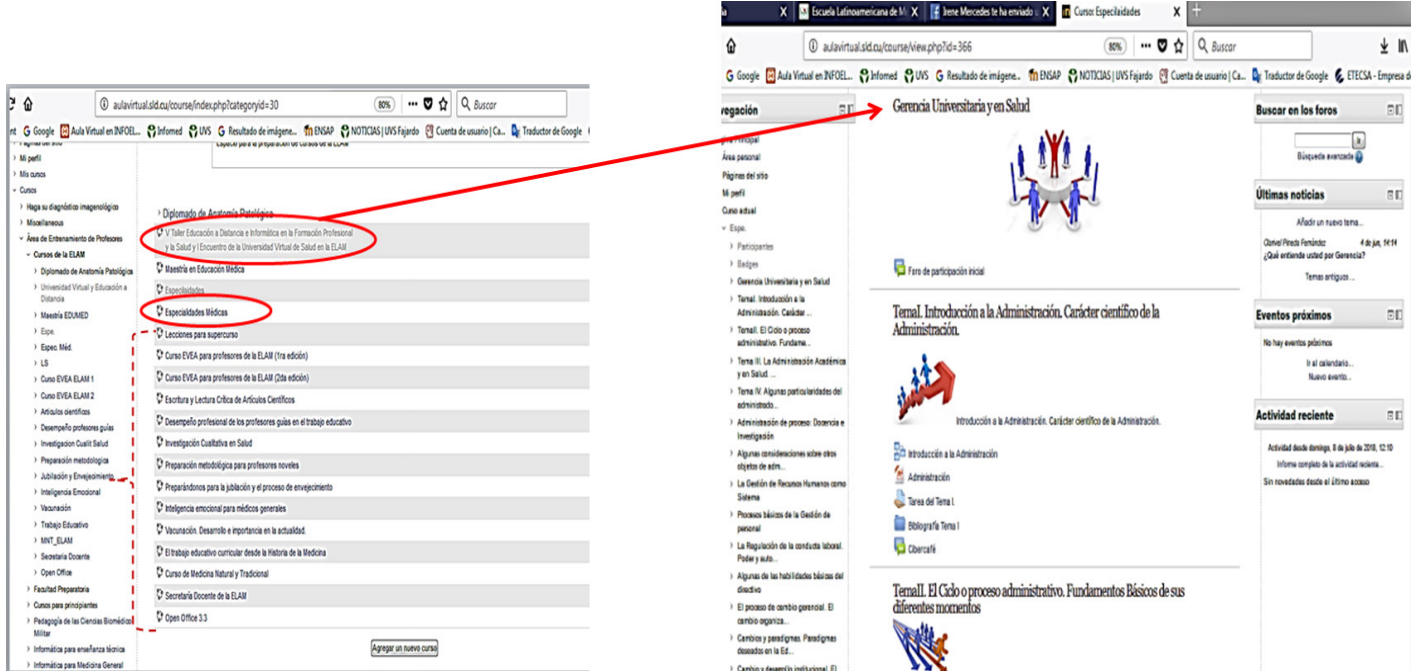 aulavirtual.sld.cu/course/index.php?categoryid=30
80%
Buscar
Google
Aula Virtual en INFOEL...
Infomed
UVS
Resultado de imágene...
ENSAP
NOTICIAS | UVS Fajardo
Cuenta de usuario | Ca...
Traductor de Google
Mi perfil
Mis cursos
Cursos
Haga su diagnóstico imagenológico
Miscellaneous
Área de Entrenamiento de Profesores
Cursos de la ELAM
Diplomado de Anatomía Patológica
Universidad Virtual y Educación a
Distancia
Maestría EDUMED
Espe.
Espec. Méd.
LS
Curso EVEA ELAM 1
Curso EVEA ELAM 2
Artículos científicos
Desempeño profesores guías
Investigacion Cualit Salud
Preparación metodologica
Jubilación y Envejecimiento
Inteligencia Emocional
Vacunación
Trabajo Educativo
MNT_ELAM
Secretaria Docente
Open Office
Facultad Preparatoria
Cursos para principiantes
Pedagogía de las Ciencias Biomédico
Militar
Informática para enseñanza técnica
Informática para Medicina General
Espacio para la preparación de cursos de la ELAM
Diplomado de Anatomía Patológica
V Taller Educación a Distancia e Informática en la Formación Profesional
y la Salud y I Encuentro de la Universidad Virtual de Salud en la ELAM
Maestría en Educación Médica
Especilaidades
Especialdades Médicas
Lecciones para supercurso
Curso EVEA para profesores de la ELAM (1ra edición)
Curso EVEA para profesores de la ELAM (2da edición)
Escritura y Lectura Crítica de Artículos Científicos
Desempeño profesional de los profesores guías en el trabajo educativo
Investigación Cualitativa en Salud
Preparación metodológica para profesores noveles
Preparándonos para la jubilación y el proceso de envejecimiento
Inteligencia emocional para médicos generales
Vacunación. Desarrollo e importancia en la actualidad.
El trabajo educativo curricular desde la Historia de la Medicina
Curso de Medicina Natural y Tradicional
Secretaría Docente de la ELAM
Open Office 3.3
Agregar un nuevo curso
Escuela Latinoamericana de M
Irene Mercedes te ha enviado
Curso: Especilaidades
aulavirtual.sld.cu/course/view.php?id=366
80%
Buscar
Google
Aula Virtual en INFOEL...
Infomed
UVS
Resultado de imágene...
ENSAP
NOTICIAS | UVS Fajardo
Cuenta de usuario | Ca...
Traductor de Google
ETECSA - Empresa d
vegación
Principal
Área personal
Páginas del sitio
Mi perfil
Curso actual
Espe.
Participantes
Badges
Gerencia Universitaria y en Salud
TemaI. Introducción a la
Administración. Carácter ...
TemaII. El Ciclo o proceso
administrativo. Fundame...
Tema III. La Administración Académica
y en Salud. ...
Tema IV. Algunas particularidades del
administrado...
Administración de proceso: Docencia e
Investigación
Algunas consideraciones sobre otros
objetos de adm...
La Gestión de Recursos Humanos como
Sistema
Procesos básicos de la Gestión de
personal
La Regulación de la conducta laboral.
Poder y auto...
Algunas de las habilidades básicas del
directivo
El proceso de cambio gerencial. El
cambio organiza...
Cambios y paradigmas. Paradigmas
deseados en la Ed...
Cambio y desarrollo institucional. El
Gerencia Universitaria y en Salud
Foro de participación inicial
TemaI. Introducción a la Administración. Carácter científico de la
Administración.
Introducción a la Administración. Carácter científico de la Administración.
Introducción a la Administración
Administración
Tarea del Tema I.
Bibliografía Tema I
Cibercafé
TemaII. El Ciclo o proceso administrativo. Fundamentos Básicos de sus
diferentes momentos
Buscar en los foros
Ir
Búsqueda avanzada
Últimas noticias
Añadir un nuevo tema...
Pineda Fernández 4 de jun, 14:14
¿Qué entiende usted por Gerencia?
Temas antiguos ...
Eventos próximos
No hay eventos próximos
Ir al calendario...
Nuevo evento...
Actividad reciente
Actividad desde domingo, 8 de julio de 2018, 12:10
Informe completo de la actividad reciente...
Sin novedades desde el último acceso